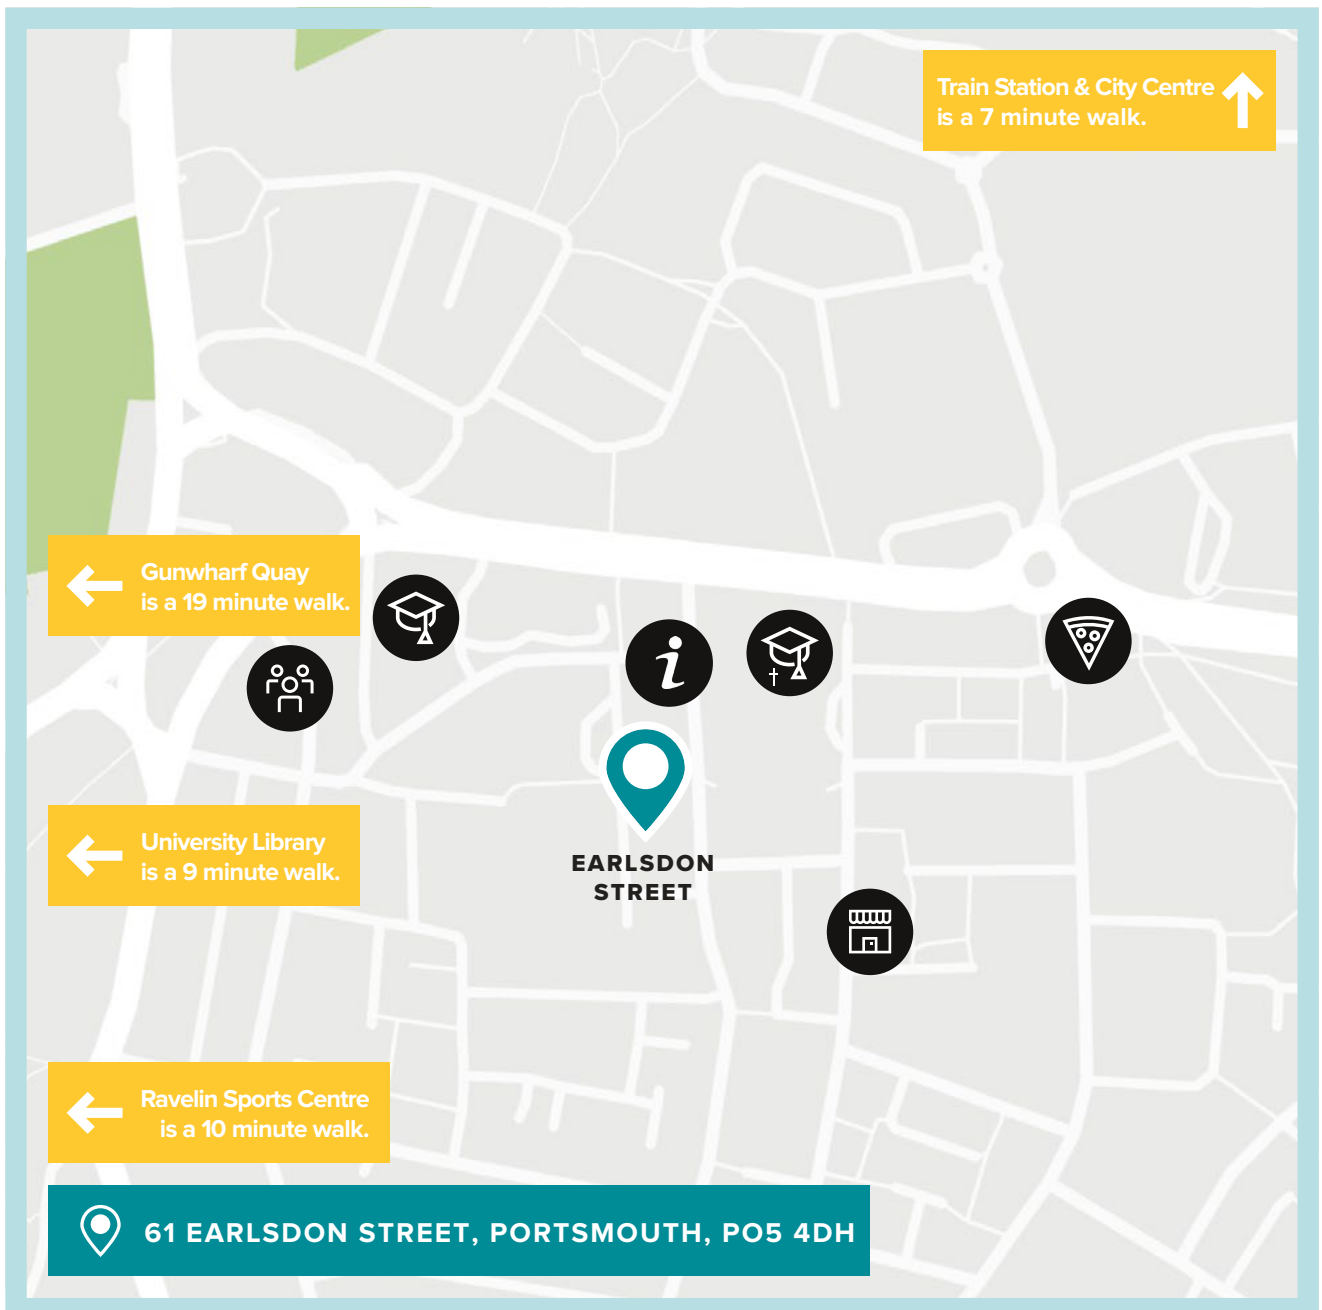 Train Station & City Centre
is a 7 minute walk.
Gunwharf Quay
is a 19 minute walk.
i
EARLSDON
STREET
University Library
is a 9 minute walk.
Ravelin Sports Centre
is a 10 minute walk.
61 EARLSDON STREET, PORTSMOUTH, PO5 4DH